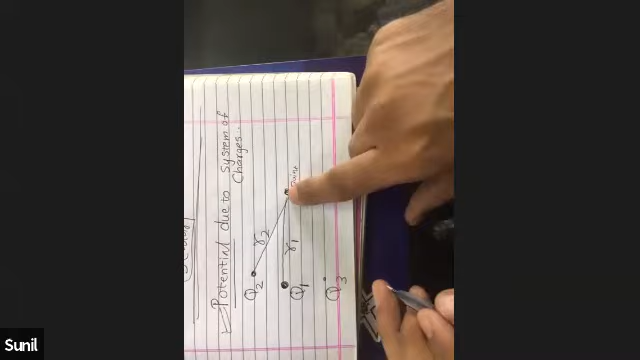 Potential due to System of
Charges..
r2
r1
Q2
Q1
Q3
Sunil